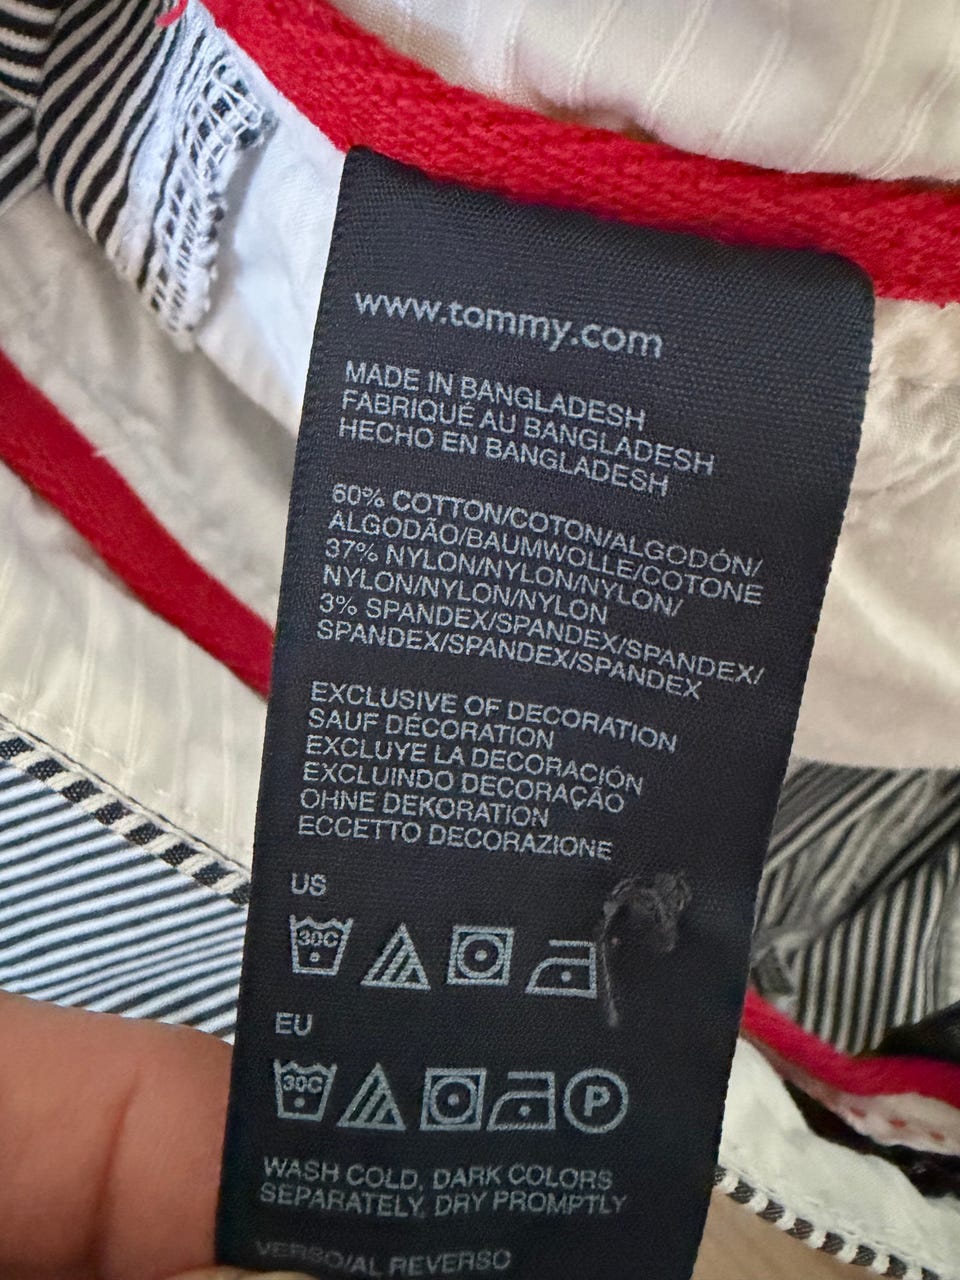 www.tommy.com
MADE IN BANGLADESH
FABRIQUÉ AU BANGLADESH
HECHO EN BANGLADESH
60% COTTON/COTON/ALGODÓN/
ALGODÃO/BAUMWOLLE/COTONE
37% NYLON/NYLON/NYLON/
NYLON/NYLON/NYLON
3% SPANDEX/SPANDEX/SPANDEX/
SPANDEX/SPANDEX/SPANDEX
EXCLUSIVE OF DECORATION
SAUF DÉCORATION
EXCLUYE LA DECORACIÓN
EXCLUINDO DECORAÇÃO
OHNE DEKORATION
ECCETTO DECORAZIONE
US
30C
EU
30C P
WASH COLD, DARK COLORS
SEPARATELY, DRY PROMPTLY
VERSO/AL REVERSO